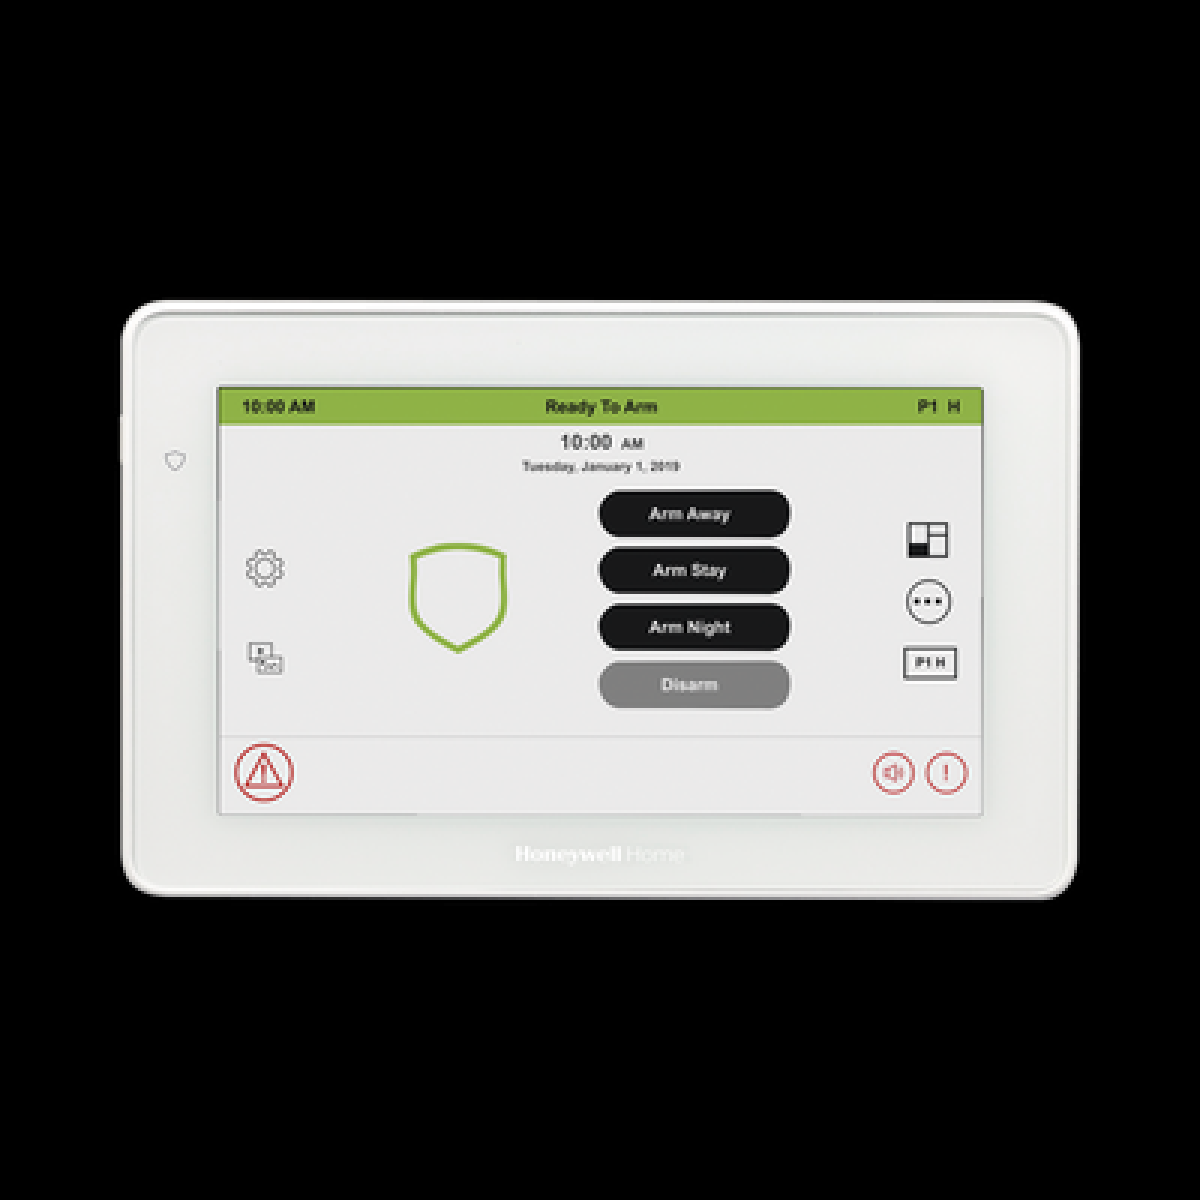 10:00 AM Ready To Arm P1 H
10:00 AM
Tuesday, January 1, 2019
Arm Away
Arm Stay
Arm Night
P1 H
Disarm
Honeywell Home